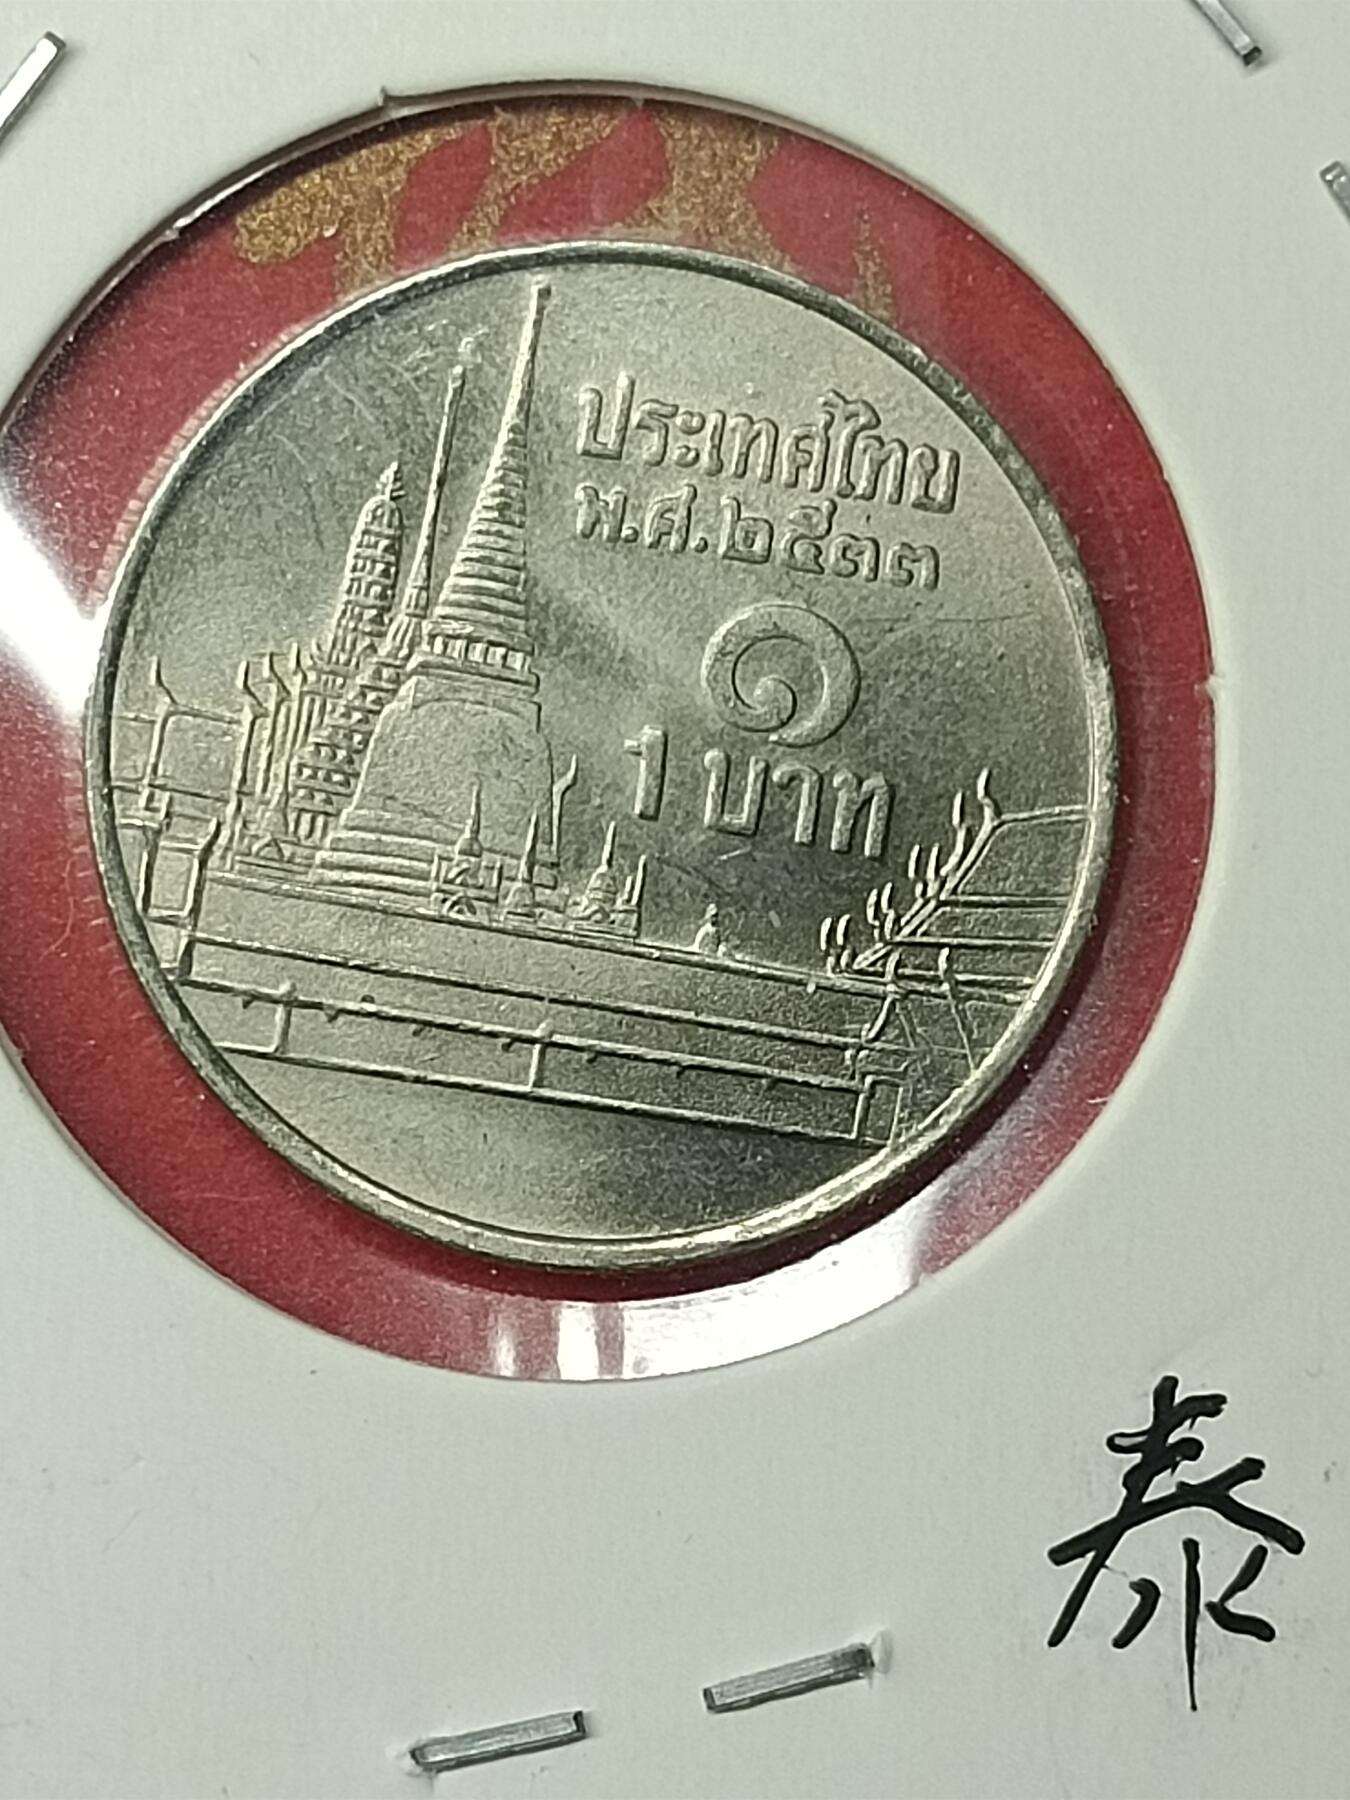 ประเทศไทย
พ.ศ.๒๕๓๓
๑
1 บาท
泰